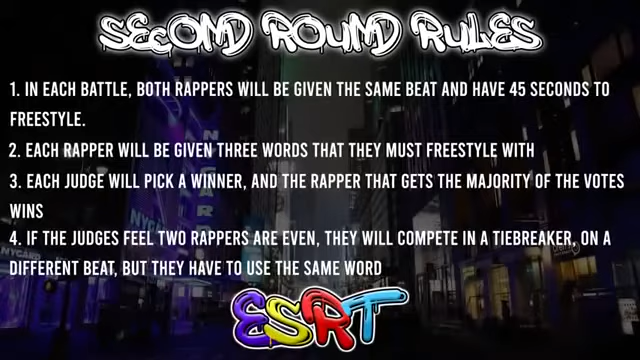 SECOND ROUND RULES
1. IN EACH BATTLE, BOTH RAPPERS WILL BE GIVEN THE SAME BEAT AND HAVE 45 SECONDS TO
FREESTYLE.
2. EACH RAPPER WILL BE GIVEN THREE WORDS THAT THEY MUST FREESTYLE WITH
3. EACH JUDGE WILL PICK A WINNER, AND THE RAPPER THAT GETS THE MAJORITY OF THE VOTES
WINS
4. IF THE JUDGES FEEL TWO RAPPERS ARE EVEN, THEY WILL COMPETE IN A TIEBREAKER, ON A
DIFFERENT BEAT, BUT THEY HAVE TO USE THE SAME WORD
ESRT